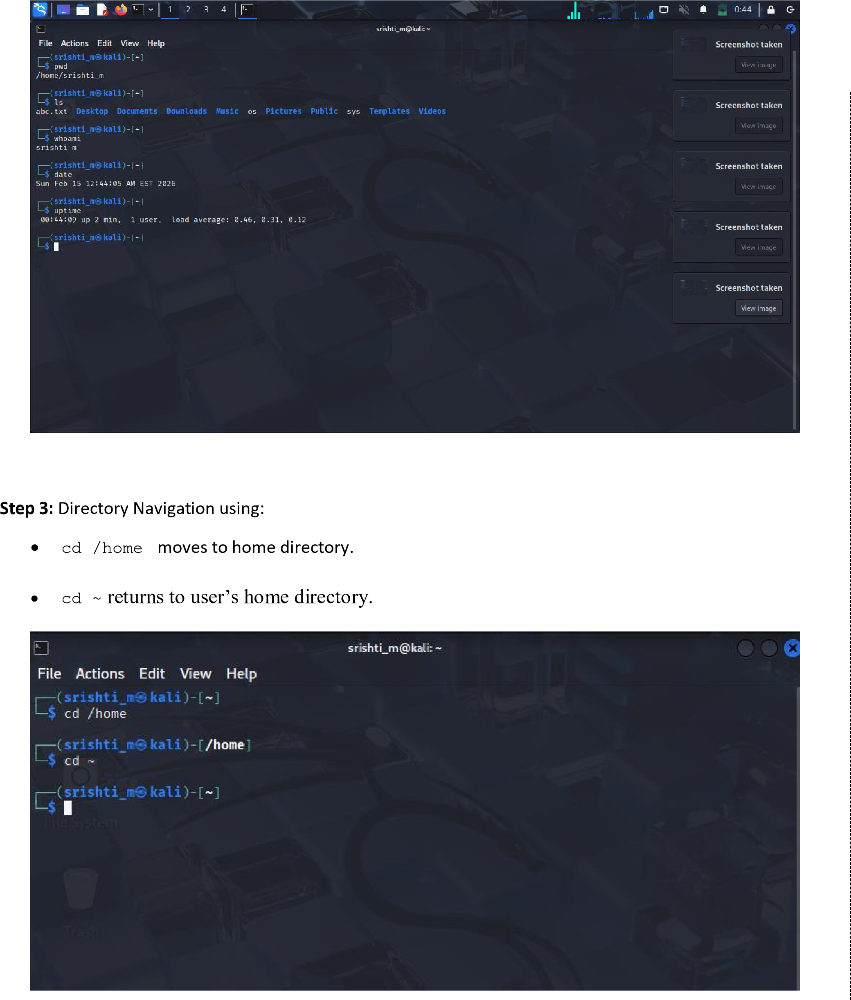 1 2 3 4 0:44
srishti_m@kali: ~
File Actions Edit View Help
Screenshot taken
View image
Screenshot taken
View image
Screenshot taken
View image
Screenshot taken
View image
Screenshot taken
View image
┌──(srishti_m㉿kali)-[~]
└─$ pwd
/home/srishti_m
┌──(srishti_m㉿kali)-[~]
└─$ ls
abc.txt Desktop Documents Downloads Music os Pictures Public sys Templates Videos
┌──(srishti_m㉿kali)-[~]
└─$ whoami
srishti_m
┌──(srishti_m㉿kali)-[~]
└─$ date
Sun Feb 15 12:44:05 AM EST 2026
┌──(srishti_m㉿kali)-[~]
└─$ uptime
00:44:09 up 2 min, 1 user, load average: 0.46, 0.31, 0.12
┌──(srishti_m㉿kali)-[~]
└─$
Step 3: Directory Navigation using:
• cd /home moves to home directory.
• cd ~ returns to user’s home directory.
srishti_m@kali: ~
File Actions Edit View Help
┌──(srishti_m㉿kali)-[~]
└─$ cd /home
┌──(srishti_m㉿kali)-[/home]
└─$ cd ~
┌──(srishti_m㉿kali)-[~]
└─$
File System
Trash